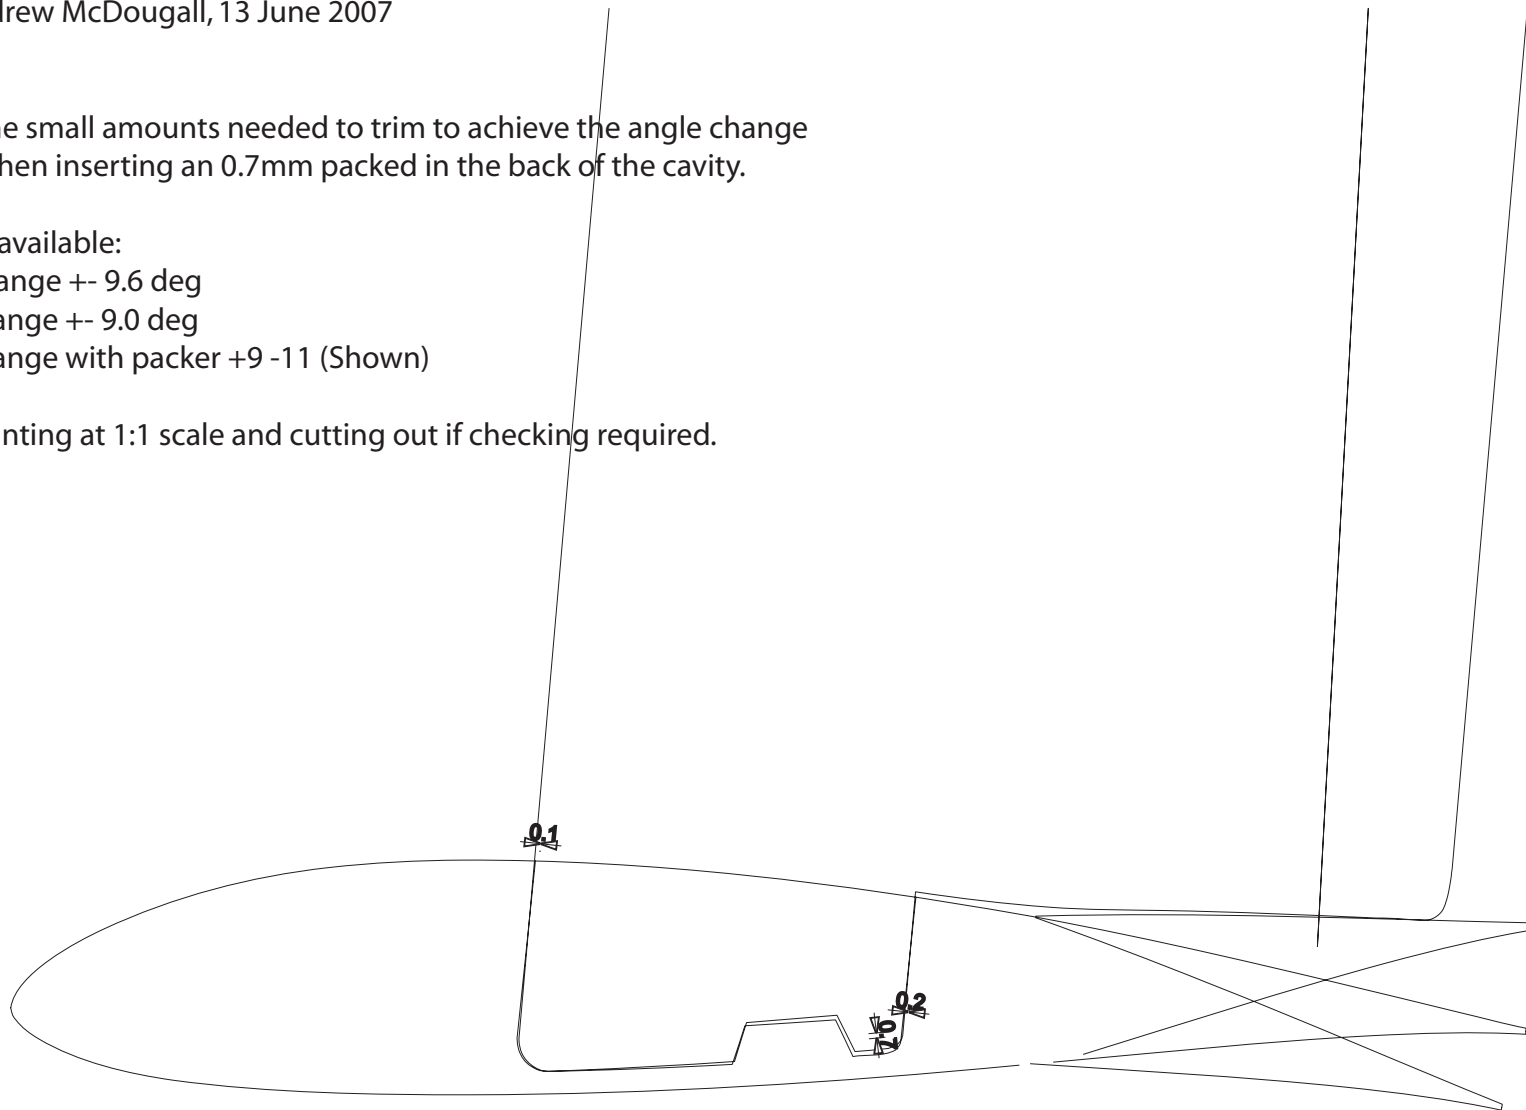 drew McDougall, 13 June 2007
e small amounts needed to trim to achieve the angle change
hen inserting an 0.7mm packed in the back of the cavity.
available:
ange +- 9.6 deg
ange +- 9.0 deg
ange with packer +9 -11 (Shown)
nting at 1:1 scale and cutting out if checking required.
0.1
0.2
0.7